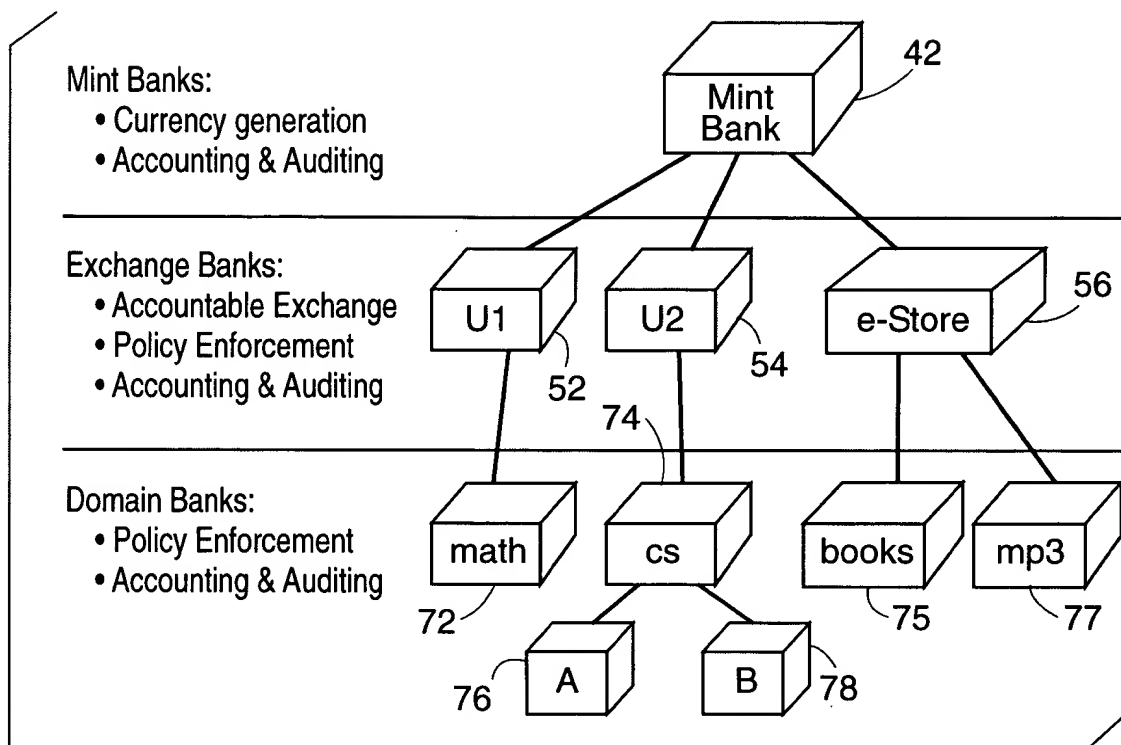 Mint Banks:
• Currency generation
• Accounting & Auditing
Mint
Bank
42
Exchange Banks:
• Accountable Exchange
• Policy Enforcement
• Accounting & Auditing
U1
52
U2
54
e-Store
56
Domain Banks:
• Policy Enforcement
• Accounting & Auditing
math
72
74
cs
books
75
mp3
77
76
A
B
78